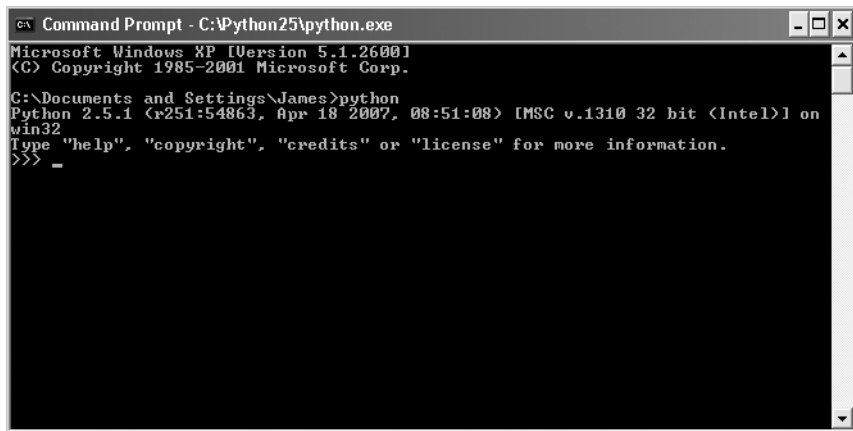 Command Prompt - C:\Python25\python.exe
Microsoft Windows XP [Version 5.1.2600]
(C) Copyright 1985-2001 Microsoft Corp.
C:\Documents and Settings\James>python
Python 2.5.1 (r251:54863, Apr 18 2007, 08:51:08) [MSC v.1310 32 bit (Intel)] on
win32
Type "help", "copyright", "credits" or "license" for more information.
>>> _